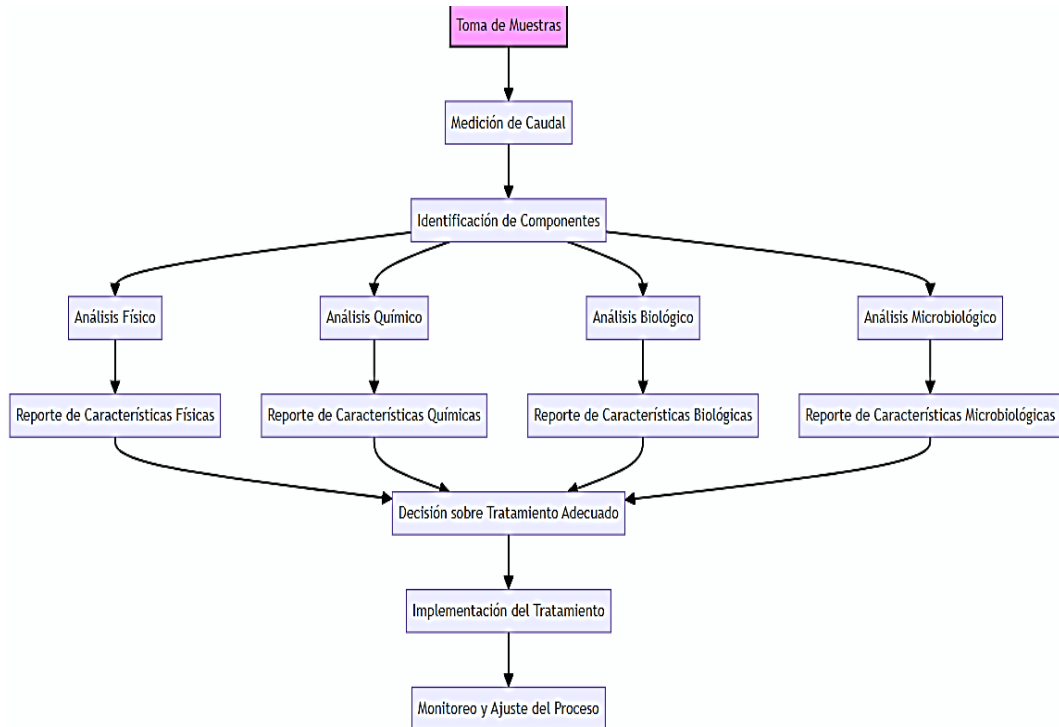 Toma de Muestras
Medición de Caudal
Identificación de Componentes
Análisis Físico
Análisis Químico
Análisis Biológico
Análisis Microbiológico
Reporte de Características Físicas
Reporte de Características Químicas
Reporte de Características Biológicas
Reporte de Características Microbiológicas
Decisión sobre Tratamiento Adecuado
Implementación del Tratamiento
Monitoreo y Ajuste del Proceso